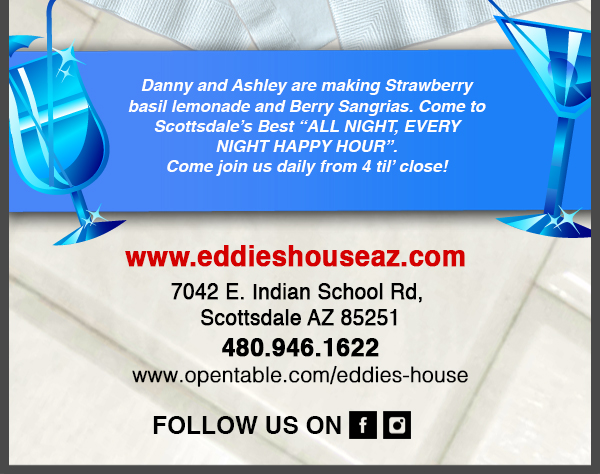 Danny and Ashley are making Strawberry
basil lemonade and Berry Sangrias. Come to
Scottsdale's Best “ALL NIGHT, EVERY
NIGHT HAPPY HOUR”.
Come join us daily from 4 til’ close!
www.eddieshouseaz.com
7042 E. Indian School Rd,
Scottsdale AZ 85251
480.946.1622
www.opentable.com/eddies-house
FOLLOW US ON f